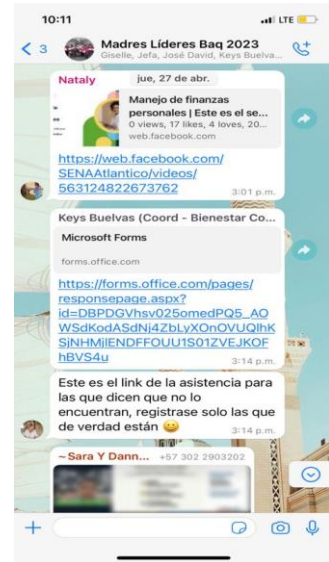 10:11
LTE
3
Madres Líderes Baq 2023
Giselle, Jefa, José David, Keys Buelva...
jue, 27 de abr.
Nataly
Manejo de finanzas
personales | Este es el se...
0 views, 17 likes, 4 loves, 20...
web.facebook.com
https://web.facebook.com/
SENAAtlantico/videos/
563124822673762
3:01 p.m.
Keys Buelvas (Coord - Bienestar Co...
Microsoft Forms
forms.office.com
https://forms.office.com/pages/
responsepage.aspx?
id=DBPDGVhsv025omedPQ5_AO
WSdKodASdNj4ZbLyXOnOVUQlhK
SjNHMjlENDFFOUU1S01ZVEJKOF
hBVS4u
3:14 p.m.
Este es el link de la asistencia para
las que dicen que no lo
encuentran, registrase solo las que
de verdad están 😀
3:14 p.m.
~Sara Y Dann... +57 302 2903202